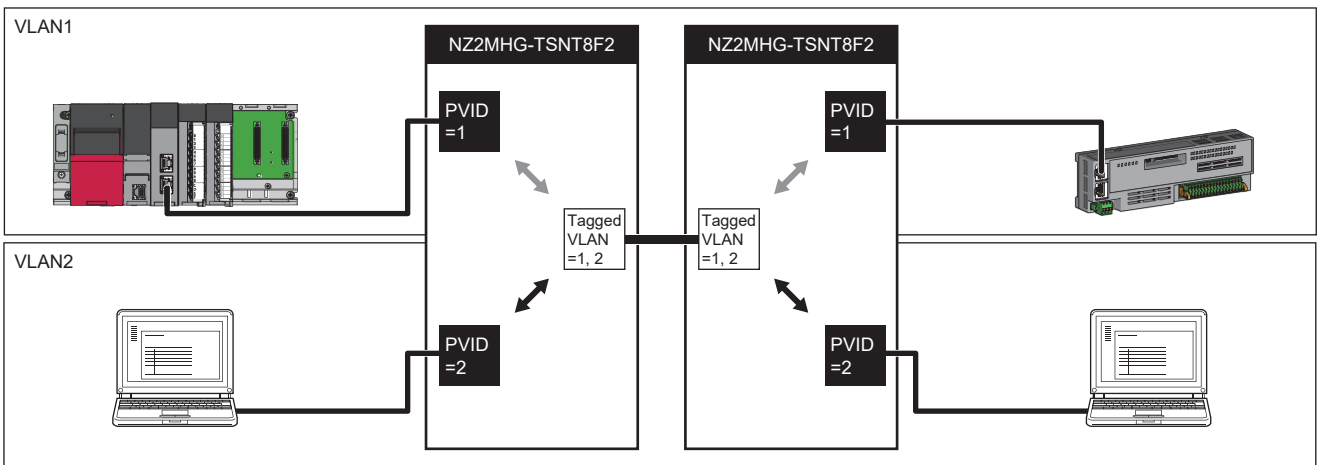 VLAN1
NZ2MHG-TSNT8F2
NZ2MHG-TSNT8F2
PVID
=1
PVID
=1
Tagged
VLAN
=1, 2
Tagged
VLAN
=1, 2
VLAN2
PVID
=2
PVID
=2